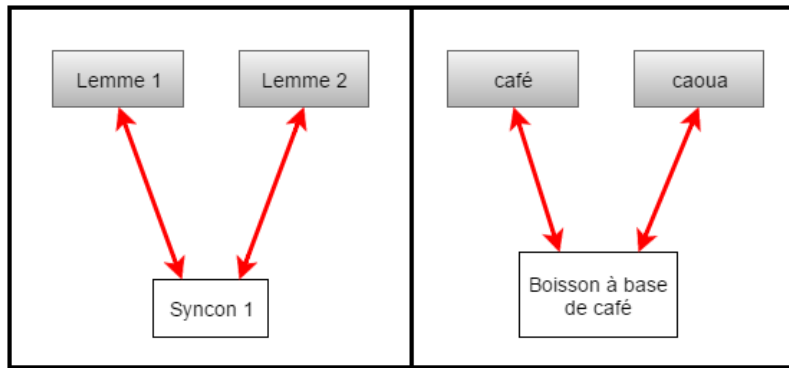 Lemme 1
Lemme 2
Syncon 1
café
caoua
Boisson à base
de café